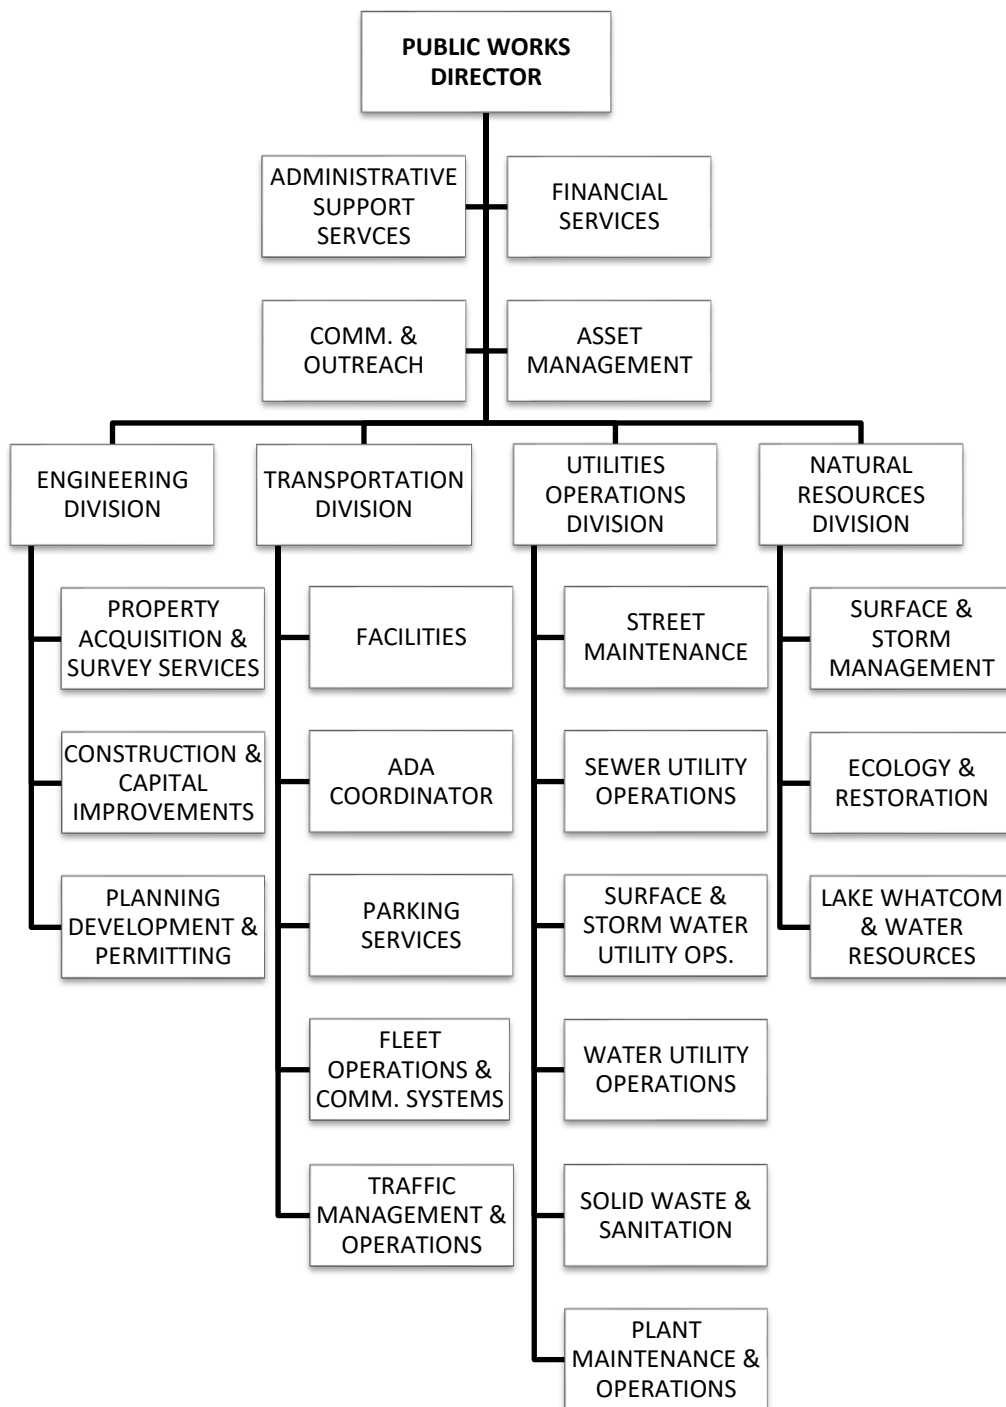 PUBLIC WORKS
DIRECTOR
ADMINISTRATIVE
SUPPORT
SERVCES
FINANCIAL
SERVICES
COMM. &
OUTREACH
ASSET
MANAGEMENT
ENGINEERING
DIVISION
TRANSPORTATION
DIVISION
UTILITIES
OPERATIONS
DIVISION
NATURAL
RESOURCES
DIVISION
PROPERTY
ACQUISITION &
SURVEY SERVICES
CONSTRUCTION &
CAPITAL
IMPROVEMENTS
PLANNING
DEVELOPMENT &
PERMITTING
FACILITIES
ADA
COORDINATOR
PARKING
SERVICES
FLEET
OPERATIONS &
COMM. SYSTEMS
TRAFFIC
MANAGEMENT &
OPERATIONS
STREET
MAINTENANCE
SEWER UTILITY
OPERATIONS
SURFACE &
STORM WATER
UTILITY OPS.
WATER UTILITY
OPERATIONS
SOLID WASTE &
SANITATION
PLANT
MAINTENANCE &
OPERATIONS
SURFACE &
STORM
MANAGEMENT
ECOLOGY &
RESTORATION
LAKE WHATCOM
& WATER
RESOURCES